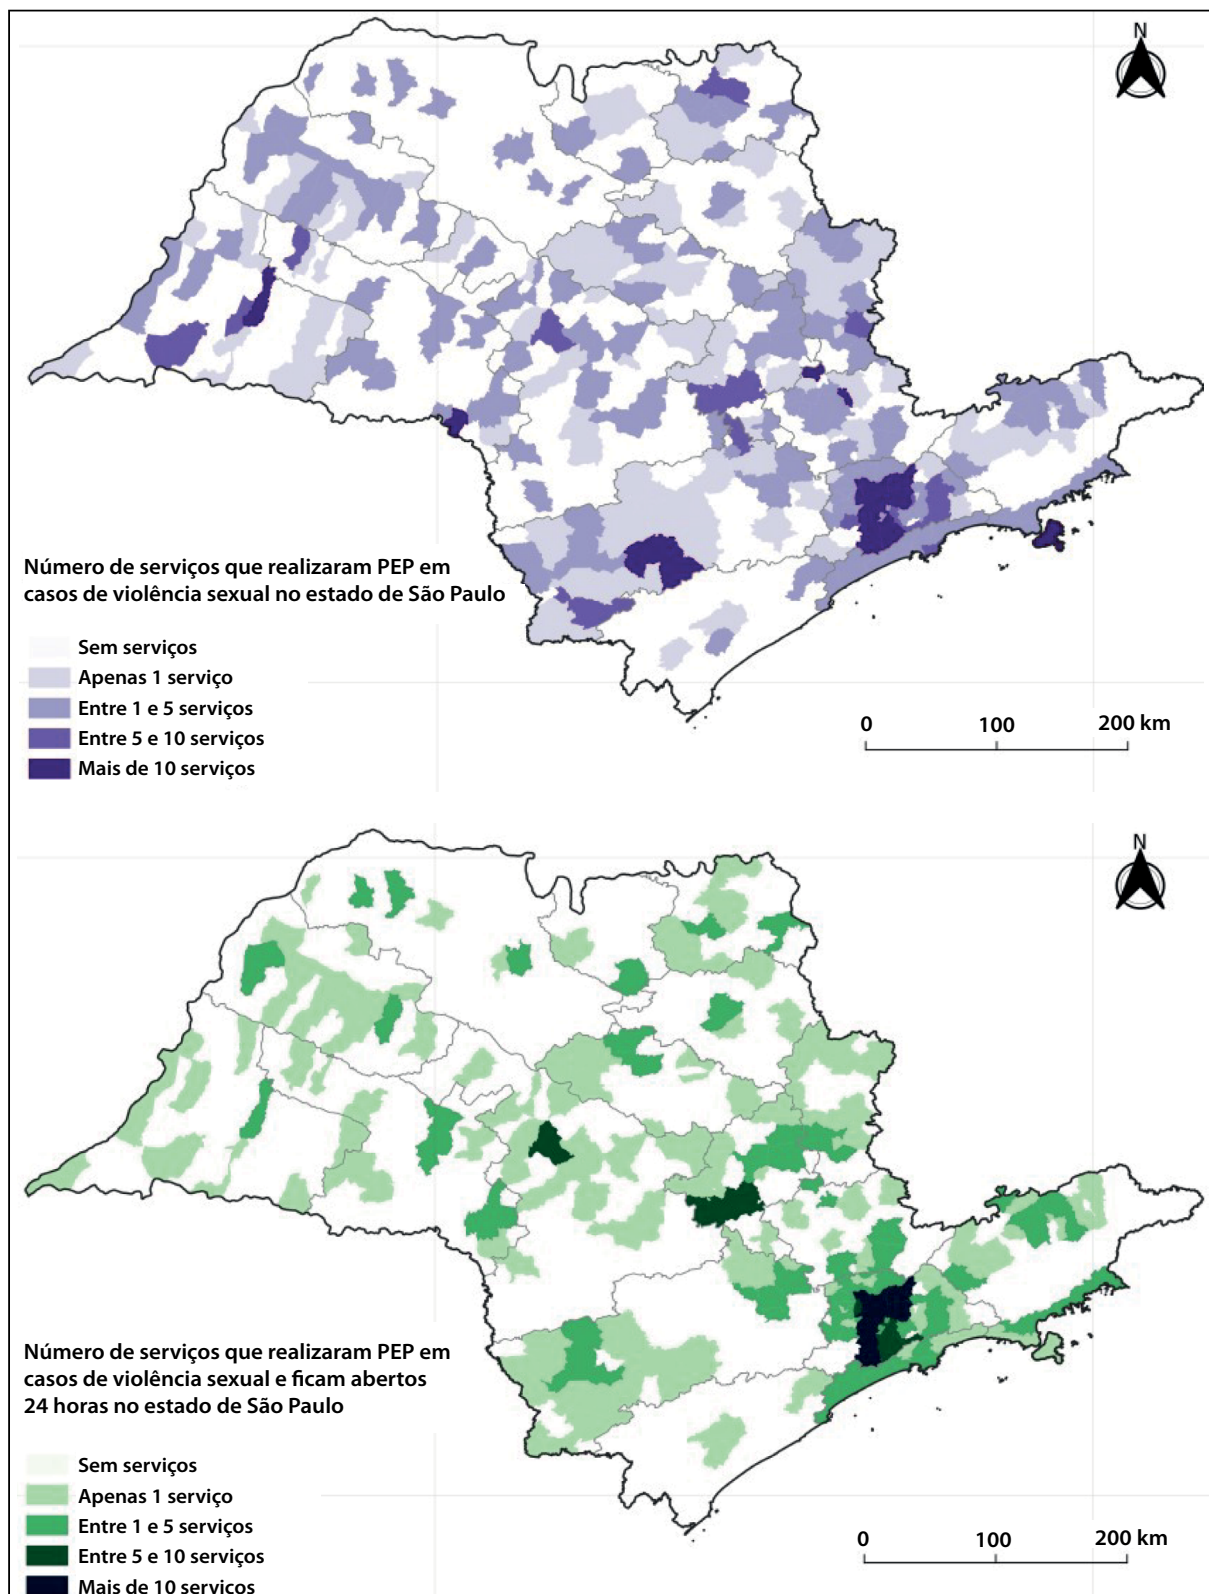 N
Número de serviços que realizaram PEP em
casos de violência sexual no estado de São Paulo
Sem serviços
Apenas 1 serviço
Entre 1 e 5 serviços
Entre 5 e 10 serviços
Mais de 10 serviços
0 100 200 km
N
Número de serviços que realizaram PEP em
casos de violência sexual e ficam abertos
24 horas no estado de São Paulo
Sem serviços
Apenas 1 serviço
Entre 1 e 5 serviços
Entre 5 e 10 serviços
Mais de 10 serviços
0 100 200 km